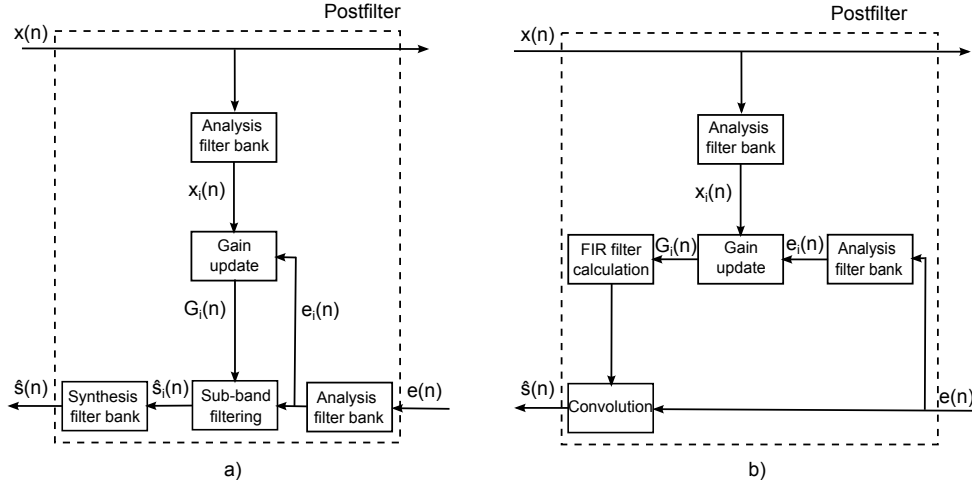 Postfilter
x(n)
Analysis
filter bank
xᵢ(n)
Gain
update
Gᵢ(n)
eᵢ(n)
ŝ(n)
Synthesis
filter bank
ŝᵢ(n)
Sub-band
filtering
Analysis
filter bank
e(n)
a)
Postfilter
x(n)
Analysis
filter bank
xᵢ(n)
FIR filter
calculation
Gᵢ(n)
Gain
update
eᵢ(n)
Analysis
filter bank
ŝ(n)
Convolution
e(n)
b)